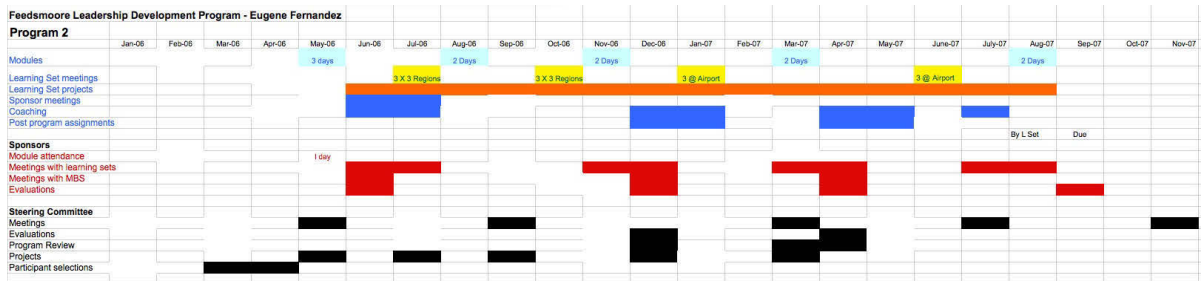 Feedsmoore Leadership Development Program - Eugene Fernandez
Program 2
Jan-06 Feb-06 Mar-06 Apr-06 May-06 Jun-06 Jul-06 Aug-06 Sep-06 Oct-06 Nov-06 Dec-06 Jan-07 Feb-07 Mar-07 Apr-07 May-07 June-07 July-07 Aug-07 Sep-07 Oct-07 Nov-07
Modules 3 days 2 Days 2 Days 2 Days 2 Days
Learning Set meetings 3 X 3 Regions 3 X 3 Regions 3 @ Airport 3 @ Airport
Learning Set projects
Sponsor meetings
Coaching
Post program assignments
By L Set Due
Sponsors
Module attendance I day
Meetings with learning sets
Meetings with MBS
Evaluations
Steering Committee
Meetings
Evaluations
Program Review
Projects
Participant selections